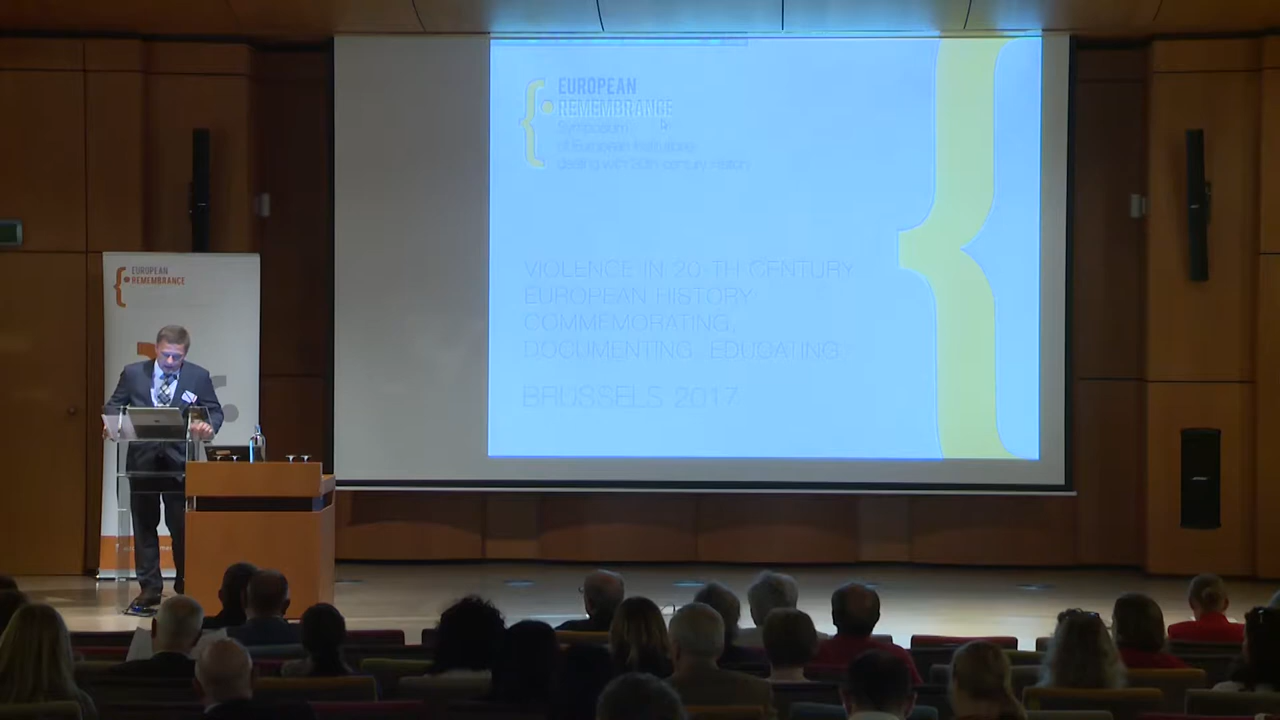 EUROPEAN
REMEMBRANCE
Symposium
of European Institutions
dealing with 20th-century History
VIOLENCE IN 20 TH CENTURY
EUROPEAN HISTORY
COMMEMORATING,
DOCUMENTING, EDUCATING
BRUSSELS 2017
EUROPEAN
REMEMBRANCE